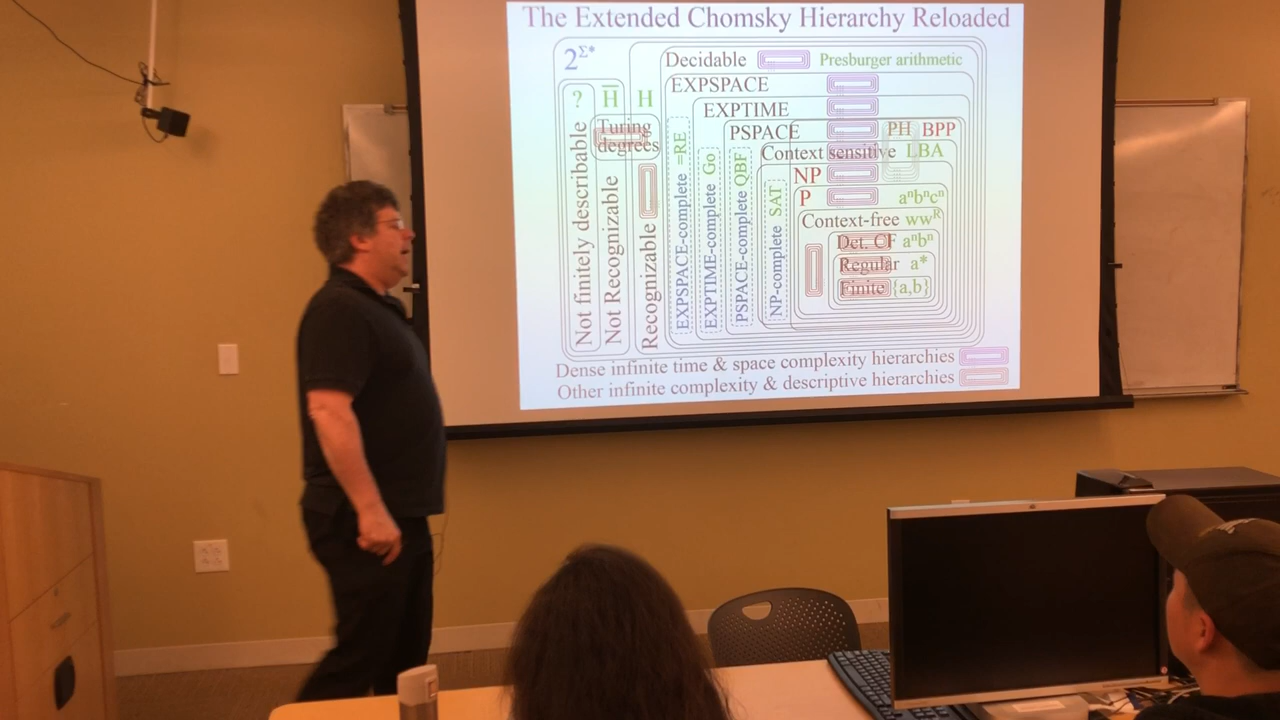 The Extended Chomsky Hierarchy Reloaded
2^Σ*
Decidable Presburger arithmetic
EXPSPACE
? H̅ H EXPTIME
Turing degrees
PSPACE PH BPP
Context sensitive LBA
NP
P aⁿbⁿcⁿ
Context-free wwᴿ
Det. CF aⁿbⁿ
Regular a*
Finite {a,b}
Not finitely describable
Not Recognizable
Recognizable
EXPSPACE-complete =RE
EXPTIME-complete Go
PSPACE-complete QBF
NP-complete SAT
Dense infinite time & space complexity hierarchies
Other infinite complexity & descriptive hierarchies